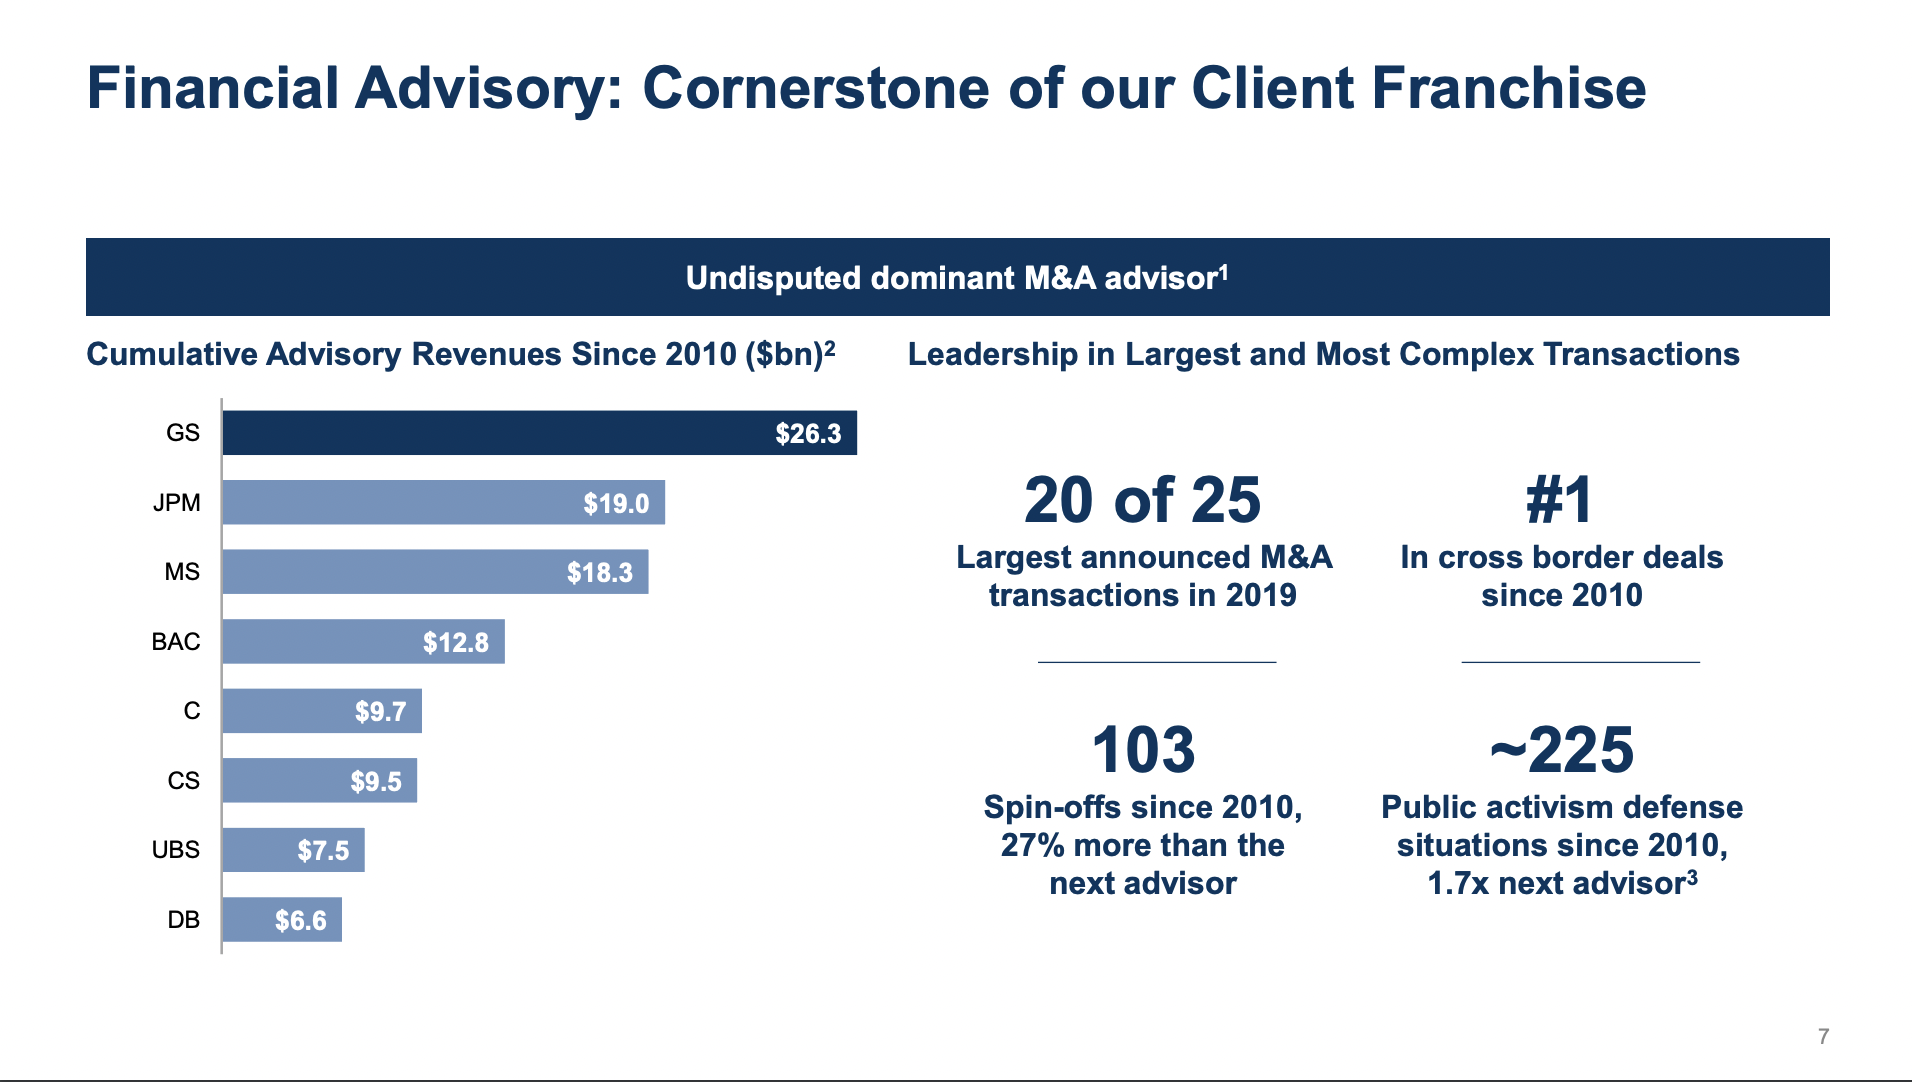 Financial Advisory: Cornerstone of our Client Franchise
Undisputed dominant M&A advisor¹
Cumulative Advisory Revenues Since 2010 ($bn)²
GS $26.3
JPM $19.0
MS $18.3
BAC $12.8
C $9.7
CS $9.5
UBS $7.5
DB $6.6
Leadership in Largest and Most Complex Transactions
20 of 25
Largest announced M&A
transactions in 2019
#1
In cross border deals
since 2010
103
Spin-offs since 2010,
27% more than the
next advisor
~225
Public activism defense
situations since 2010,
1.7x next advisor³
7